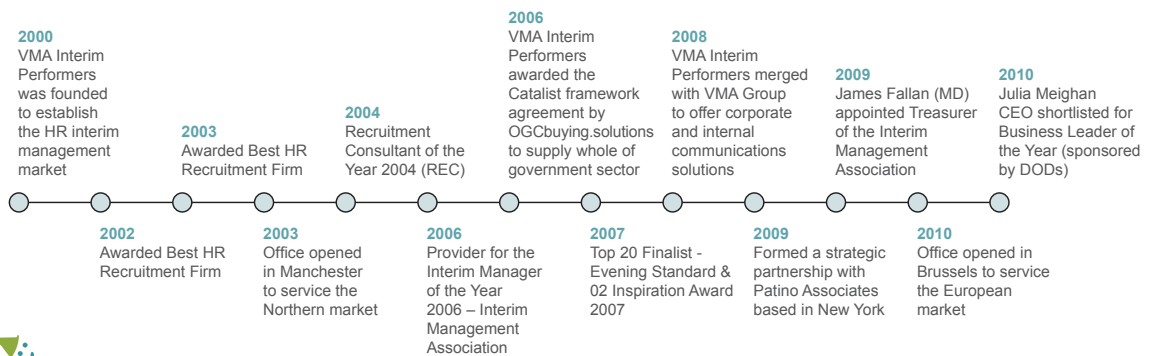 2000
VMA Interim
Performers
was founded
to establish
the HR interim
management
market
2002
Awarded Best HR
Recruitment Firm
2003
Awarded Best HR
Recruitment Firm
2003
Office opened
in Manchester
to service the
Northern market
2004
Recruitment
Consultant of the
Year 2004 (REC)
2006
Provider for the
Interim Manager
of the Year
2006 – Interim
Management
Association
2006
VMA Interim
Performers
awarded the
Catalist framework
agreement by
OGCbuying.solutions
to supply whole of
government sector
2007
Top 20 Finalist -
Evening Standard &
02 Inspiration Award
2007
2008
VMA Interim
Performers merged
with VMA Group
to offer corporate
and internal
communications
solutions
2009
Formed a strategic
partnership with
Patino Associates
based in New York
2009
James Fallan (MD)
appointed Treasurer
of the Interim
Management
Association
2010
Office opened in
Brussels to service
the European
market
2010
Julia Meighan
CEO shortlisted for
Business Leader of
the Year (sponsored
by DODs)